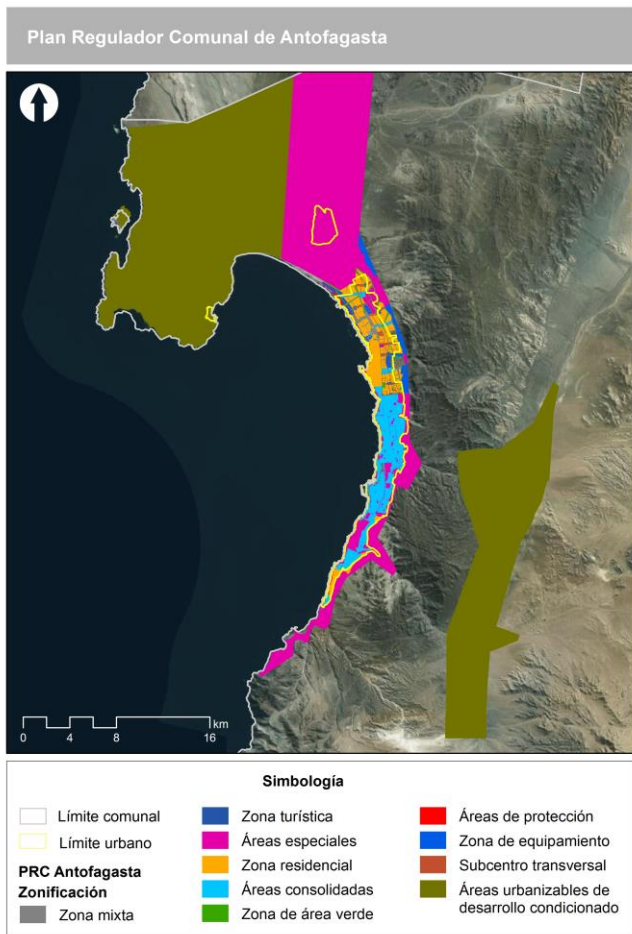 Plan Regulador Comunal de Antofagasta
km
0 4 8 16
Simbología
Límite comunal
Límite urbano
PRC Antofagasta
Zonificación
Zona mixta
Zona turística
Áreas especiales
Zona residencial
Áreas consolidadas
Zona de área verde
Áreas de protección
Zona de equipamiento
Subcentro transversal
Áreas urbanizables de
desarrollo condicionado